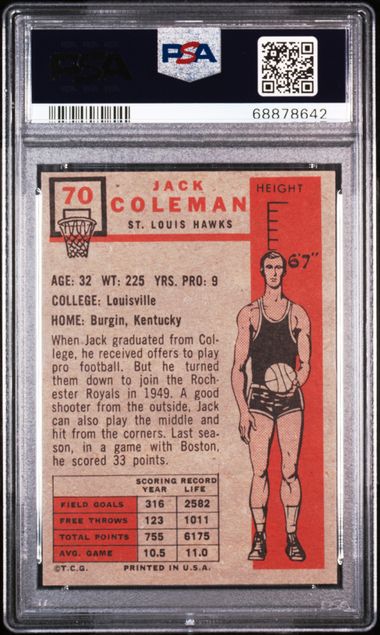 PSA
PSA
68878642
70
JACK
COLEMAN
ST. LOUIS HAWKS
HEIGHT
6'7"
AGE: 32 WT: 225 YRS. PRO: 9
COLLEGE: Louisville
HOME: Burgin, Kentucky
When Jack graduated from Col-
lege, he received offers to play
pro football. But he turned
them down to join the Roch-
ester Royals in 1949. A good
shooter from the outside, Jack
can also play the middle and
hit from the corners. Last sea-
son, in a game with Boston,
he scored 33 points.
SCORING RECORD
YEAR LIFE
FIELD GOALS 316 2582
FREE THROWS 123 1011
TOTAL POINTS 755 6175
AVG. GAME 10.5 11.0
©T.C.G. PRINTED IN U.S.A.
PSA